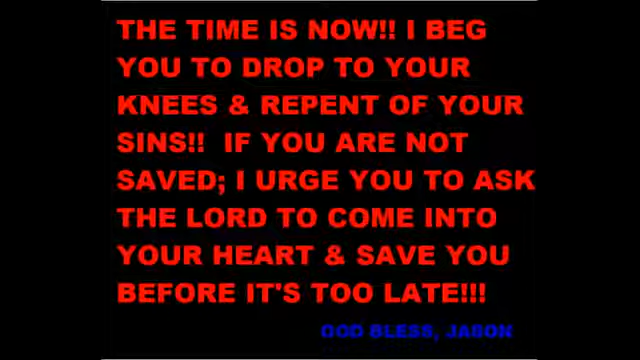 THE TIME IS NOW!! I BEG
YOU TO DROP TO YOUR
KNEES & REPENT OF YOUR
SINS!! IF YOU ARE NOT
SAVED; I URGE YOU TO ASK
THE LORD TO COME INTO
YOUR HEART & SAVE YOU
BEFORE IT'S TOO LATE!!!
GOD BLESS, JASON